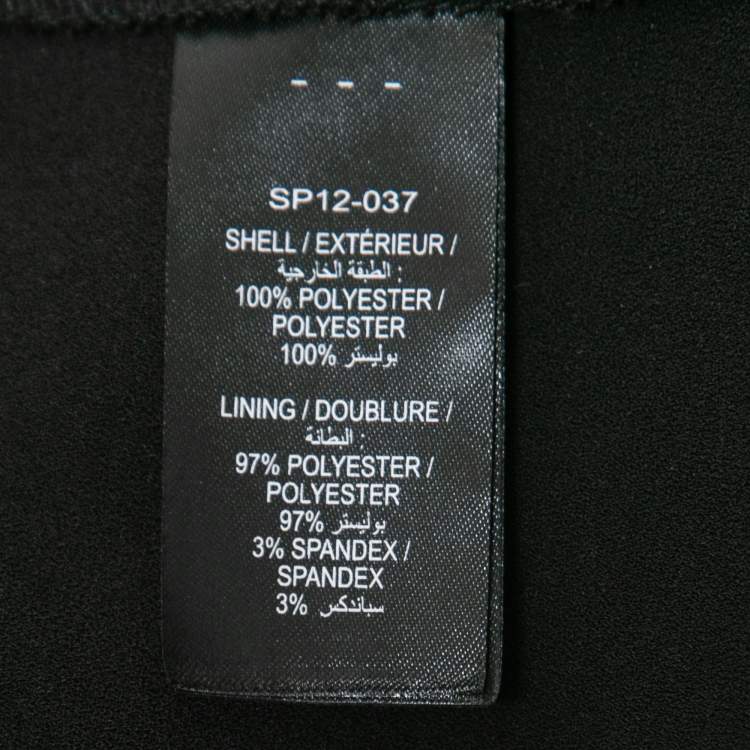 - - -
SP12-037
SHELL / EXTÉRIEUR /
الطبقة الخارجية :
100% POLYESTER /
POLYESTER
100% بوليستر
LINING / DOUBLURE /
البطانة :
97% POLYESTER /
POLYESTER
97% بوليستر
3% SPANDEX /
SPANDEX
3% سباندكس